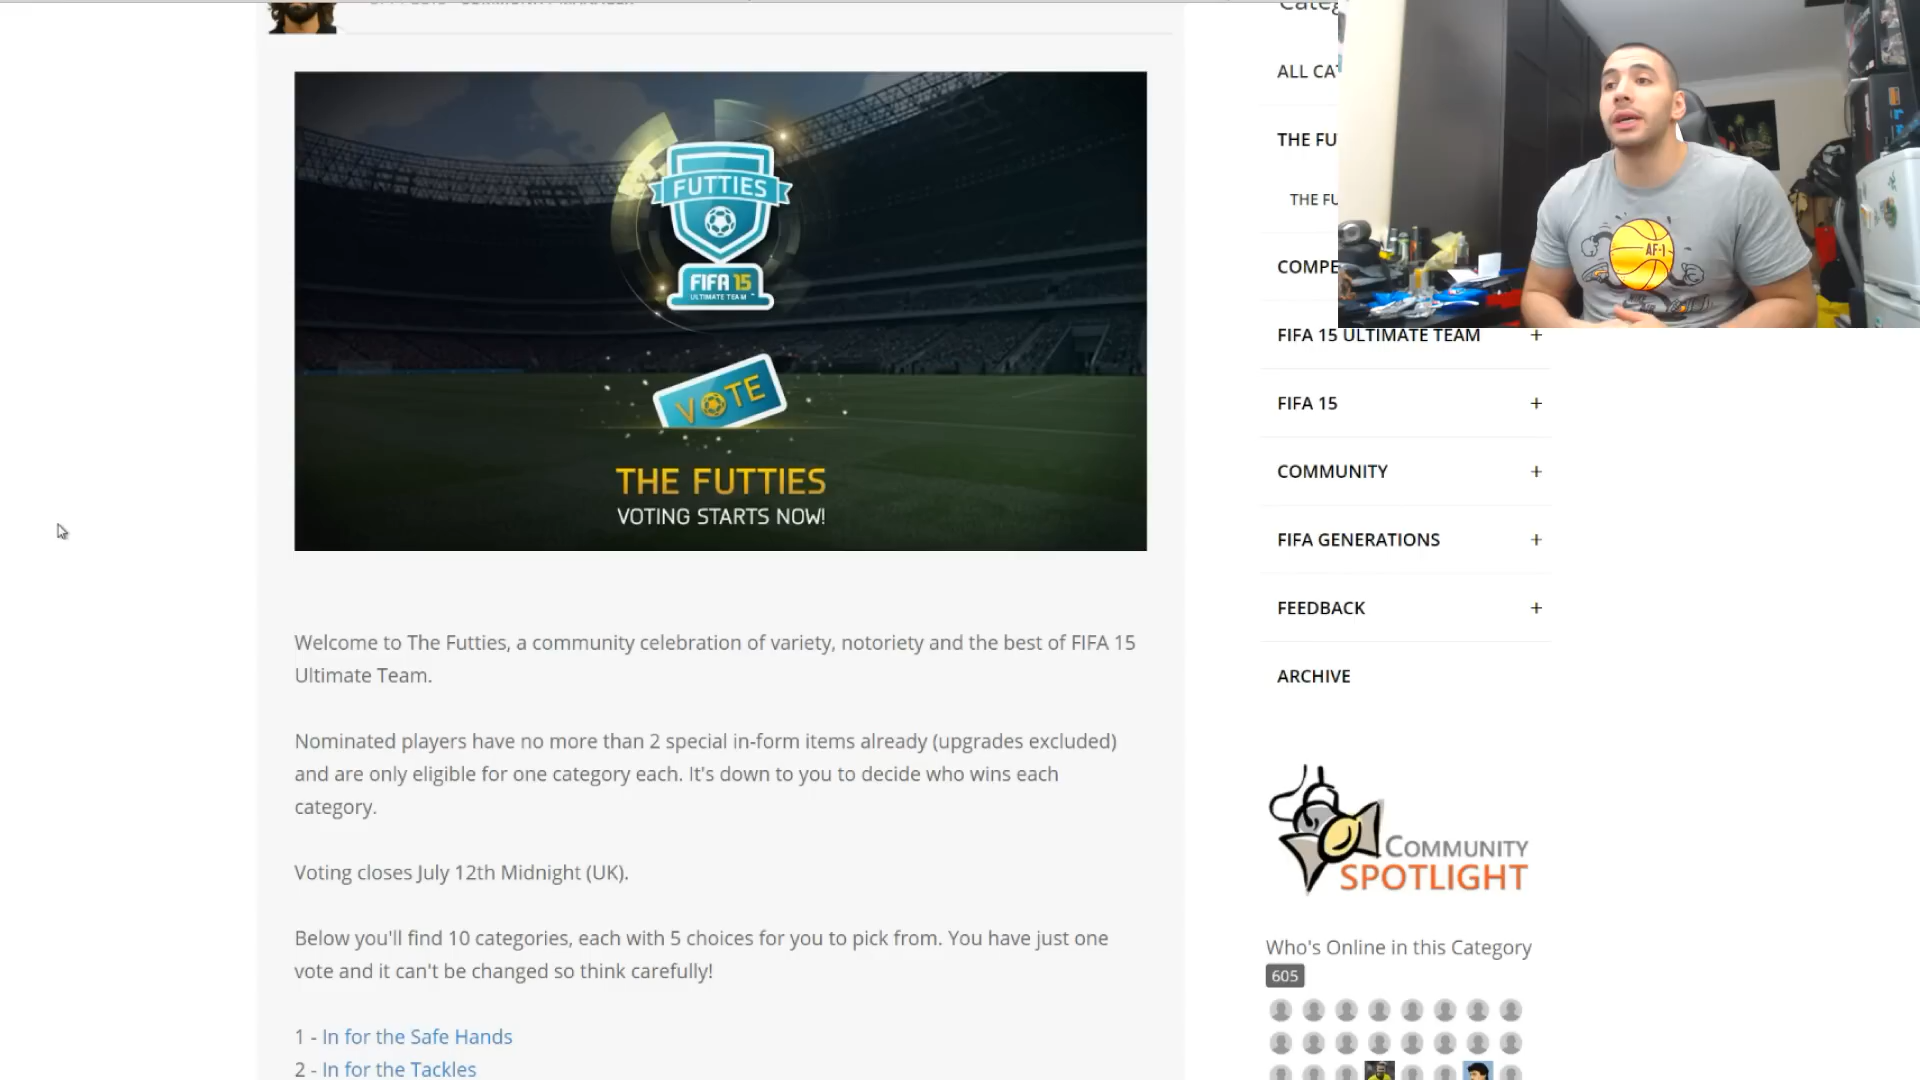 Categ
ALL CA
THE FU
THE FU
COMPE
FIFA 15 ULTIMATE TEAM +
FIFA 15 +
COMMUNITY +
FIFA GENERATIONS +
FEEDBACK +
ARCHIVE
FUTTIES
FIFA 15
ULTIMATE TEAM
VOTE
THE FUTTIES
VOTING STARTS NOW!
AF-1
Welcome to The Futties, a community celebration of variety, notoriety and the best of FIFA 15
Ultimate Team.
Nominated players have no more than 2 special in-form items already (upgrades excluded)
and are only eligible for one category each. It's down to you to decide who wins each
category.
Voting closes July 12th Midnight (UK).
Below you'll find 10 categories, each with 5 choices for you to pick from. You have just one
vote and it can't be changed so think carefully!
1 - In for the Safe Hands
2 - In for the Tackles
COMMUNITY
SPOTLIGHT
Who's Online in this Category
605